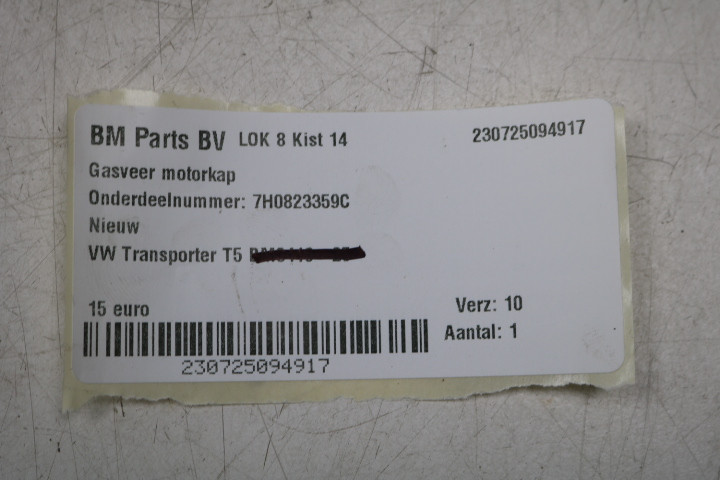 BM Parts BV LOK 8 Kist 14 230725094917
Gasveer motorkap
Onderdeelnummer: 7H0823359C
Nieuw
VW Transporter T5
15 euro Verz: 10
Aantal: 1
230725094917